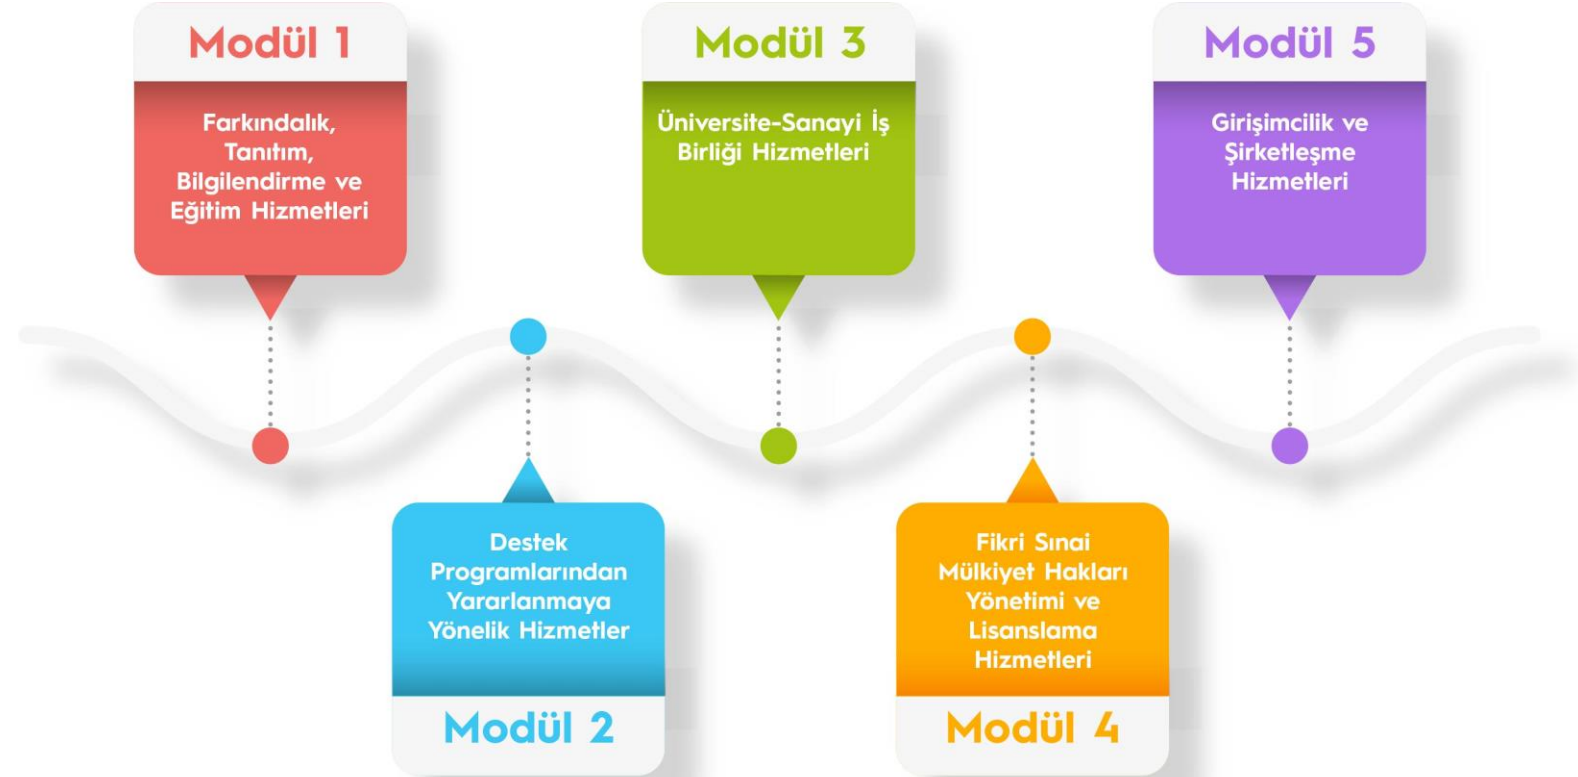 Modül 1
Farkındalık,
Tanıtım,
Bilgilendirme ve
Eğitim Hizmetleri
Destek
Programlarından
Yararlanmaya
Yönelik Hizmetler
Modül 2
Modül 3
Üniversite-Sanayi İş
Birliği Hizmetleri
Fikri Sınai
Mülkiyet Hakları
Yönetimi ve
Lisanslama
Hizmetleri
Modül 4
Modül 5
Girişimcilik ve
Şirketleşme
Hizmetleri